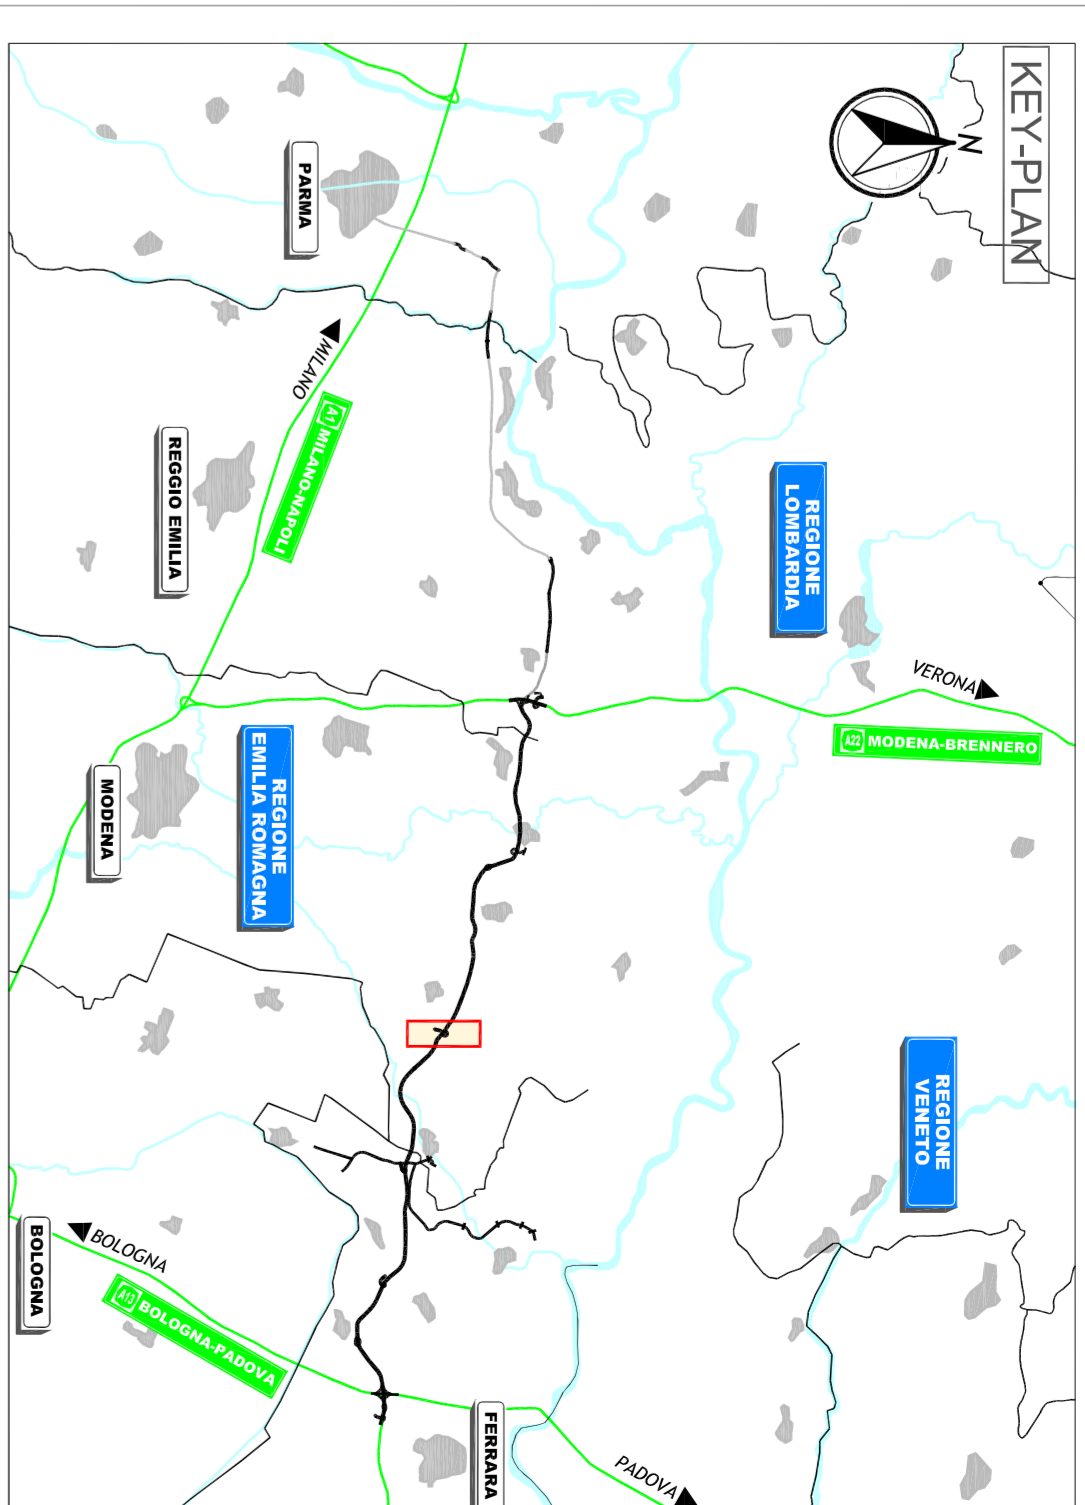 KEY-PLAN
N
PARMA
MILANO
A1 MILANO-NAPOLI
REGGIO EMILIA
REGIONE
LOMBARDIA
VERONA
A22 MODENA-BRENNERO
REGIONE
EMILIA ROMAGNA
MODENA
REGIONE
VENETO
BOLOGNA
BOLOGNA
A13 BOLOGNA-PADOVA
FERRARA
PADOVA